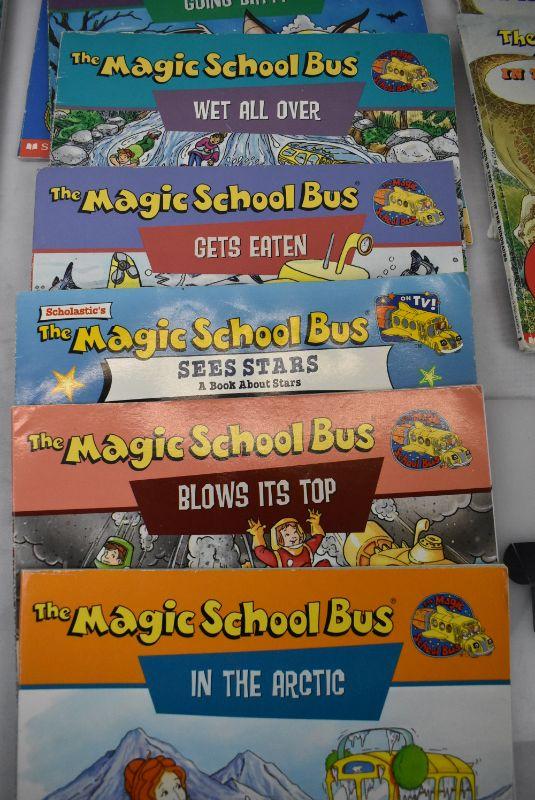 GOING BATTY
The Magic School Bus®
WET ALL OVER
The Magic School Bus®
GETS EATEN
Scholastic's
The Magic School Bus®
ON TV!
SEES STARS
A Book About Stars
The Magic School Bus®
BLOWS ITS TOP
The Magic School Bus®
IN THE ARCTIC
The
IN